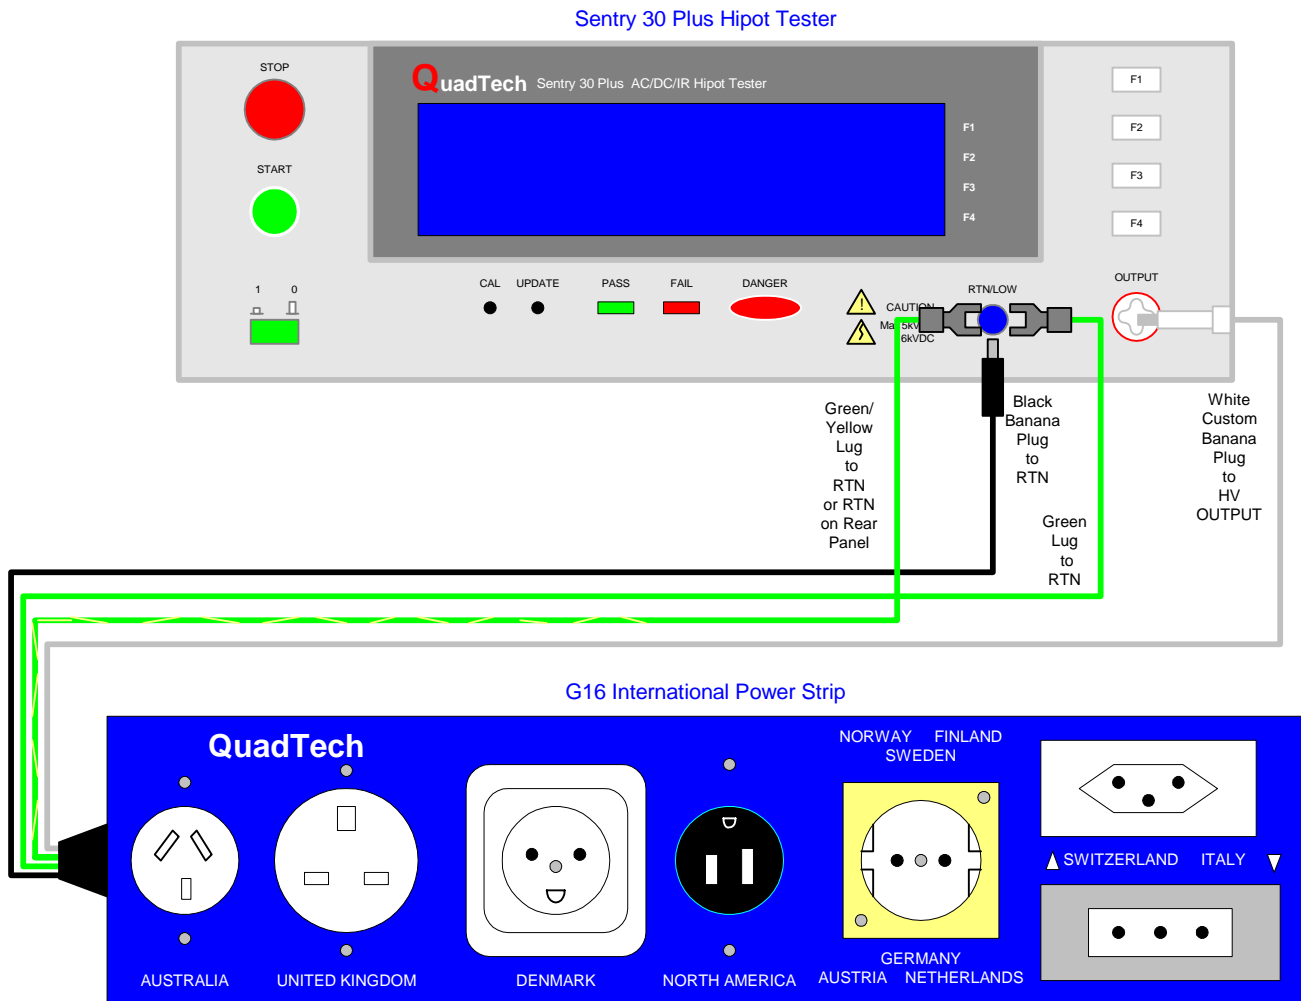 Sentry 30 Plus Hipot Tester
STOP
QuadTech Sentry 30 Plus AC/DC/IR Hipot Tester
F1
F2
F3
F4
START
F1
F2
F3
F4
1 0
CAL UPDATE PASS FAIL DANGER
CAUTION
RTN/LOW
OUTPUT
6kVDC
Green/
Yellow
Lug
to
RTN
or RTN
on Rear
Panel
Black
Banana
Plug
to
RTN
Green
Lug
to
RTN
White
Custom
Banana
Plug
to
HV
OUTPUT
G16 International Power Strip
QuadTech
AUSTRALIA
UNITED KINGDOM
DENMARK
NORTH AMERICA
NORWAY FINLAND
SWEDEN
GERMANY
AUSTRIA NETHERLANDS
SWITZERLAND ITALY